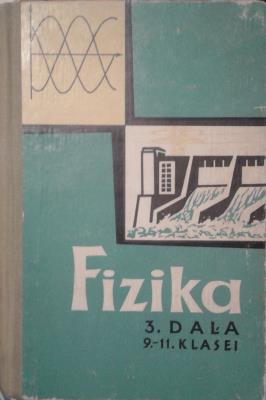 Fizika
3. DAĻA
9.-11. KLASEI